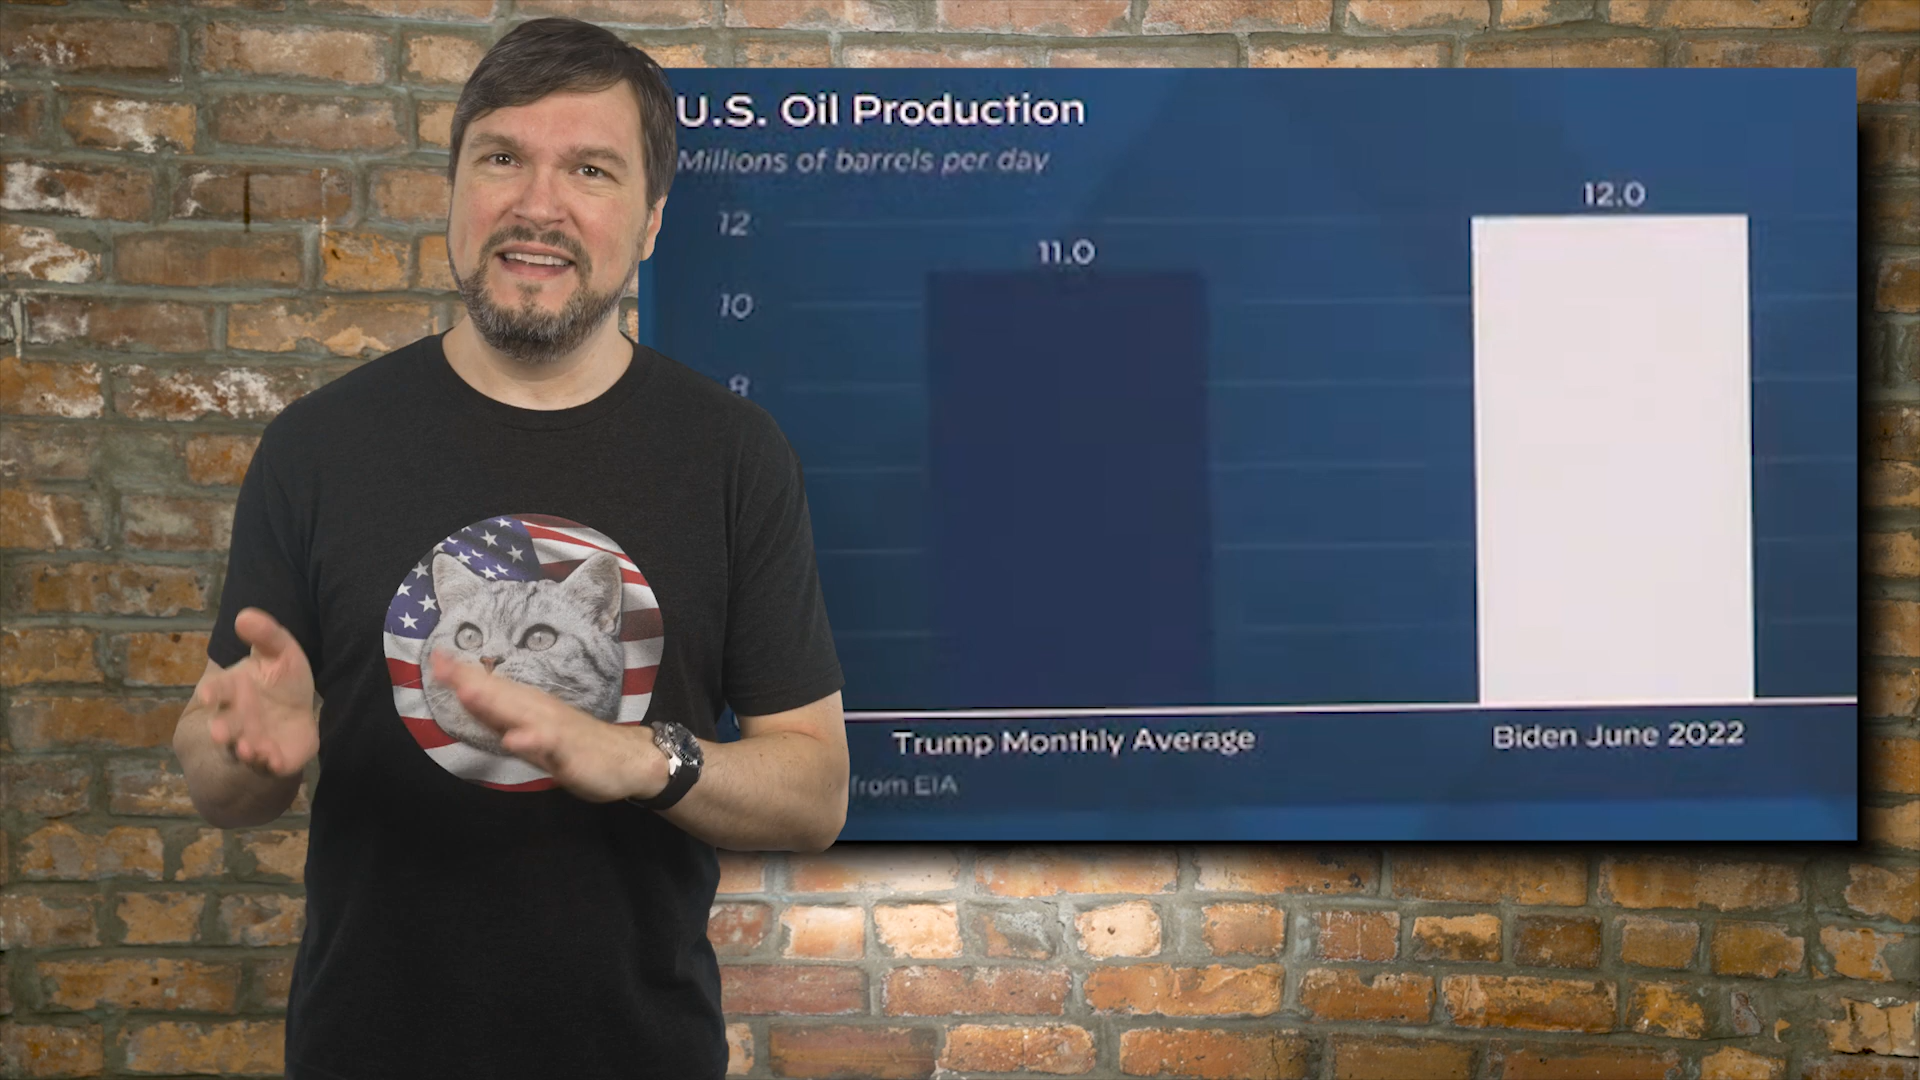 U.S. Oil Production
Millions of barrels per day
12
10
8
11.0
12.0
Trump Monthly Average
Biden June 2022
from EIA